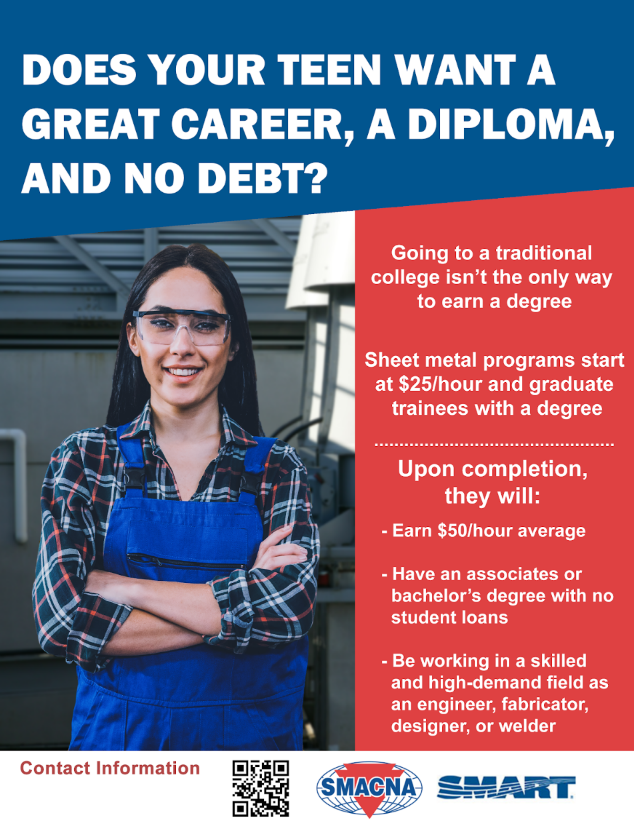 DOES YOUR TEEN WANT A
GREAT CAREER, A DIPLOMA,
AND NO DEBT?
Going to a traditional
college isn't the only way
to earn a degree
Sheet metal programs start
at $25/hour and graduate
trainees with a degree
Upon completion,
they will:
- Earn $50/hour average
- Have an associates or
bachelor's degree with no
student loans
- Be working in a skilled
and high-demand field as
an engineer, fabricator,
designer, or welder
Contact Information
SMACNA
SMART